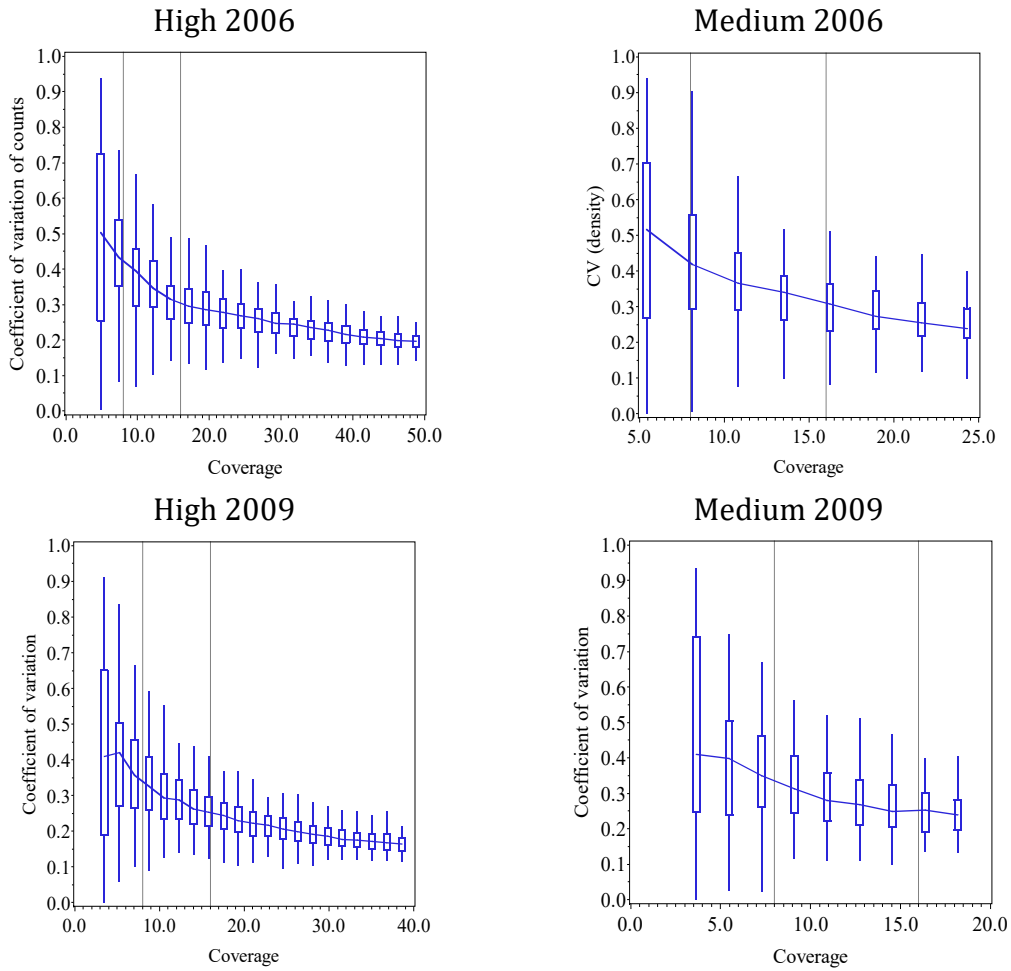 High 2006
Medium 2006
Coefficient of variation of counts
1.0
0.9
0.8
0.7
0.6
0.5
0.4
0.3
0.2
0.1
0.0
0.0 10.0 20.0 30.0 40.0 50.0
Coverage
CV (density)
1.0
0.9
0.8
0.7
0.6
0.5
0.4
0.3
0.2
0.1
0.0
5.0 10.0 15.0 20.0 25.0
Coverage
High 2009
Medium 2009
Coefficient of variation
1.0
0.9
0.8
0.7
0.6
0.5
0.4
0.3
0.2
0.1
0.0
0.0 10.0 20.0 30.0 40.0
Coverage
Coefficient of variation
1.0
0.9
0.8
0.7
0.6
0.5
0.4
0.3
0.2
0.1
0.0
0.0 5.0 10.0 15.0 20.0
Coverage